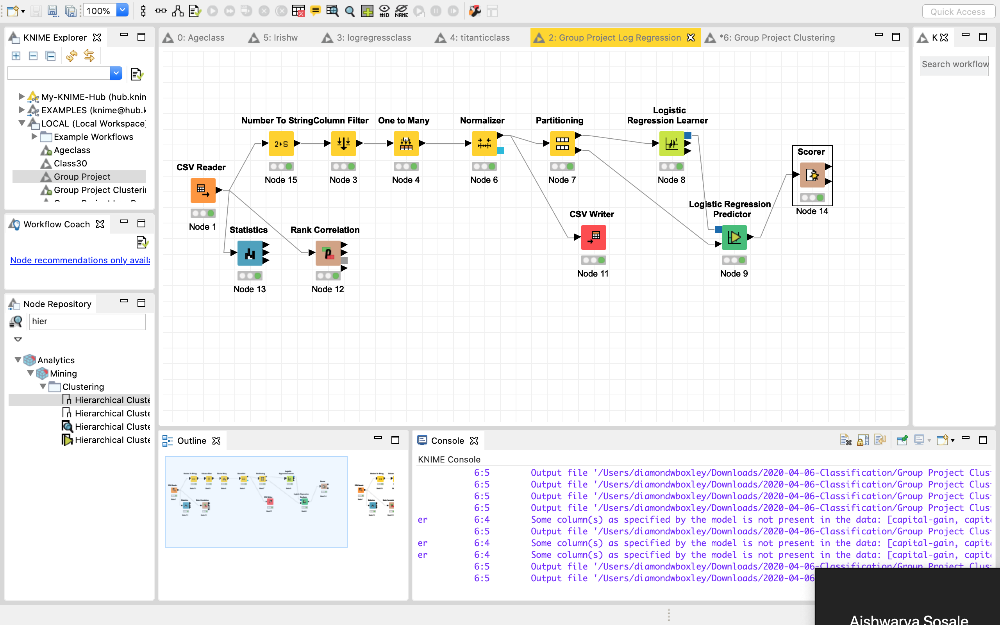 100%
#ID
NAME
Quick Access
KNIME Explorer
My-KNIME-Hub (hub.knim
EXAMPLES (knime@hub.k
LOCAL (Local Workspace)
Example Workflows
Ageclass
Class30
Group Project
Group Project Clusterin
Workflow Coach
Node recommendations only availa
Node Repository
hier
Analytics
Mining
Clustering
Hierarchical Cluste
Hierarchical Cluste
Hierarchical Cluste
Hierarchical Cluste
0: Ageclass
5: Irishw
3: logregressclass
4: titanticclass
2: Group Project Log Regression
*6: Group Project Clustering
K
Search workflow
CSV Reader
Node 1
Number To String
2▸S
Node 15
Column Filter
Node 3
One to Many
Node 4
Normalizer
Node 6
Partitioning
Node 7
Logistic
Regression Learner
Node 8
Scorer
Node 14
Statistics
Node 13
Rank Correlation
Node 12
CSV Writer
Node 11
Logistic Regression
Predictor
Node 9
Outline
Console
KNIME Console
6:5 Output file '/Users/diamondwboxley/Downloads/2020-04-06-Classification/Group Project Clus
6:5 Output file '/Users/diamondwboxley/Downloads/2020-04-06-Classification/Group Project Clus
6:5 Output file '/Users/diamondwboxley/Downloads/2020-04-06-Classification/Group Project Clus
6:5 Output file '/Users/diamondwboxley/Downloads/2020-04-06-Classification/Group Project Clus
er 6:4 Some column(s) as specified by the model is not present in the data: [capital-gain, capit
6:5 Output file '/Users/diamondwboxley/Downloads/2020-04-06-Classification/Group Project Clus
er 6:4 Some column(s) as specified by the model is not present in the data: [capital-gain, capit
er 6:4 Some column(s) as specified by the model is not present in the data: [capital-gain, capit
6:5 Output file '/Users/diamondwboxley/Downloads/2020-04-06-Classification/Group Project Clus
6:5 Output file '/Users/diamondwboxley/Downloads/2020-04-06
Aishwarya Sosale